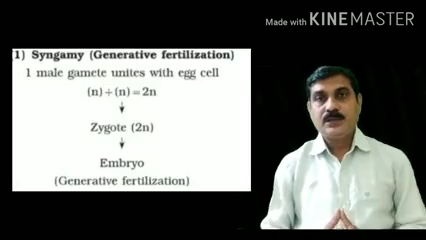 Made with KINEMASTER
1) Syngamy (Generative fertilization)
1 male gamete unites with egg cell
(n)+(n)=2n
Zygote (2n)
Embryo
(Generative fertilization)